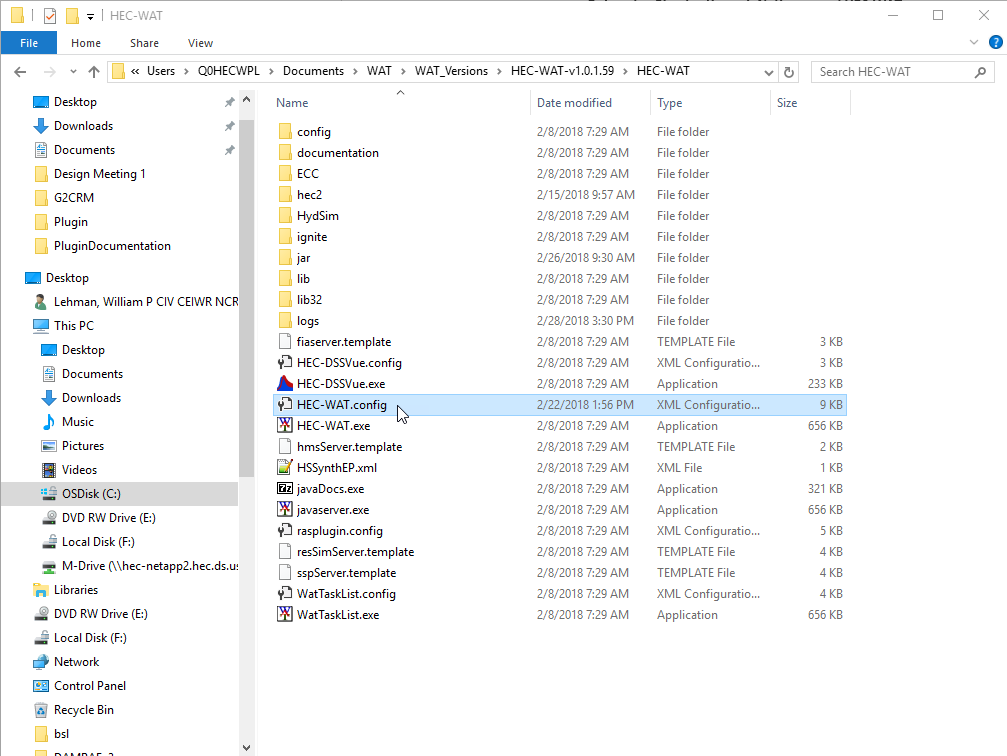 HEC-WAT
File Home Share View
« Users > Q0HECWPL > Documents > WAT > WAT_Versions > HEC-WAT-v1.0.1.59 > HEC-WAT
Search HEC-WAT
Desktop
Downloads
Documents
Design Meeting 1
G2CRM
Plugin
PluginDocumentation
Desktop
Lehman, William P CIV CEIWR NCR
This PC
Desktop
Documents
Downloads
Music
Pictures
Videos
OSDisk (C:)
DVD RW Drive (E:)
Local Disk (F:)
M-Drive (\\hec-netapp2.hec.ds.us
Libraries
DVD RW Drive (E:)
Local Disk (F:)
Network
Control Panel
Recycle Bin
bsl
Name Date modified Type Size
config 2/8/2018 7:29 AM File folder
documentation 2/8/2018 7:29 AM File folder
ECC 2/8/2018 7:29 AM File folder
hec2 2/15/2018 9:57 AM File folder
HydSim 2/8/2018 7:29 AM File folder
ignite 2/8/2018 7:29 AM File folder
jar 2/26/2018 9:30 AM File folder
lib 2/8/2018 7:29 AM File folder
lib32 2/8/2018 7:29 AM File folder
logs 2/28/2018 3:30 PM File folder
fiaserver.template 2/8/2018 7:29 AM TEMPLATE File 3 KB
HEC-DSSVue.config 2/8/2018 7:29 AM XML Configuratio... 3 KB
HEC-DSSVue.exe 2/8/2018 7:29 AM Application 233 KB
HEC-WAT.config 2/22/2018 1:56 PM XML Configuratio... 9 KB
HEC-WAT.exe 2/8/2018 7:29 AM Application 656 KB
hmsServer.template 2/8/2018 7:29 AM TEMPLATE File 2 KB
HSSynthEP.xml 2/8/2018 7:29 AM XML File 1 KB
javaDocs.exe 2/8/2018 7:29 AM Application 321 KB
javaserver.exe 2/8/2018 7:29 AM Application 656 KB
rasplugin.config 2/8/2018 7:29 AM XML Configuratio... 5 KB
resSimServer.template 2/8/2018 7:29 AM TEMPLATE File 4 KB
sspServer.template 2/8/2018 7:29 AM TEMPLATE File 4 KB
WatTaskList.config 2/8/2018 7:29 AM XML Configuratio... 4 KB
WatTaskList.exe 2/8/2018 7:29 AM Application 656 KB